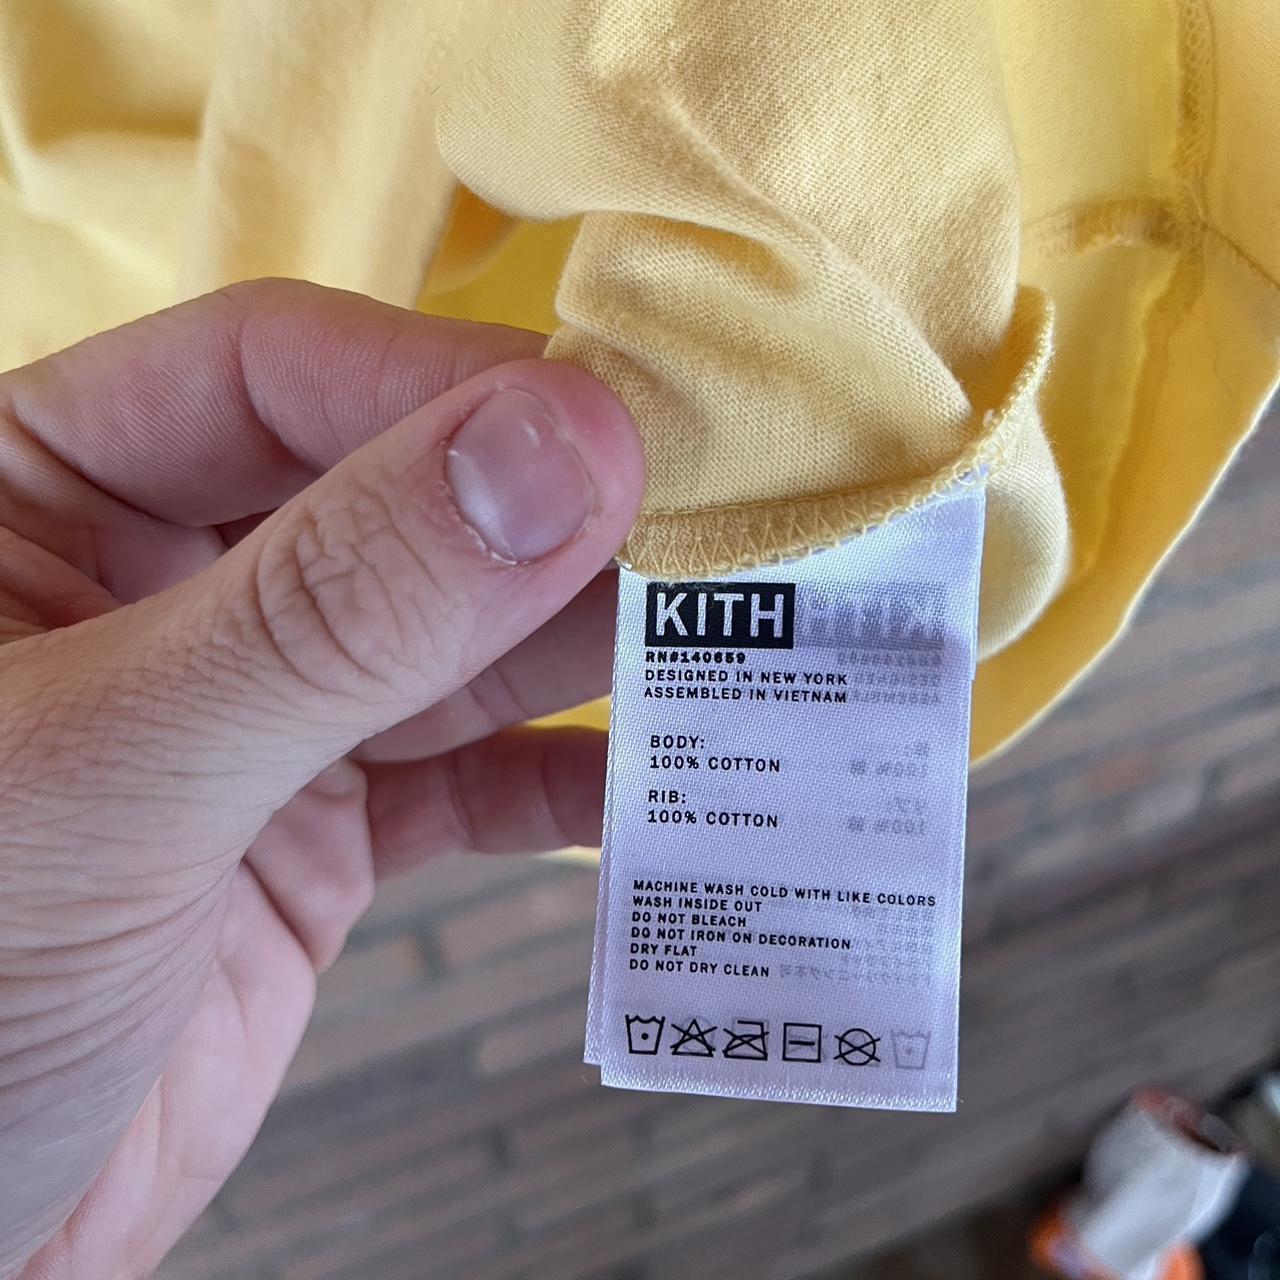 KITH
RN#140659
DESIGNED IN NEW YORK
ASSEMBLED IN VIETNAM
BODY:
100% COTTON
RIB:
100% COTTON
MACHINE WASH COLD WITH LIKE COLORS
WASH INSIDE OUT
DO NOT BLEACH
DO NOT IRON ON DECORATION
DRY FLAT
DO NOT DRY CLEAN